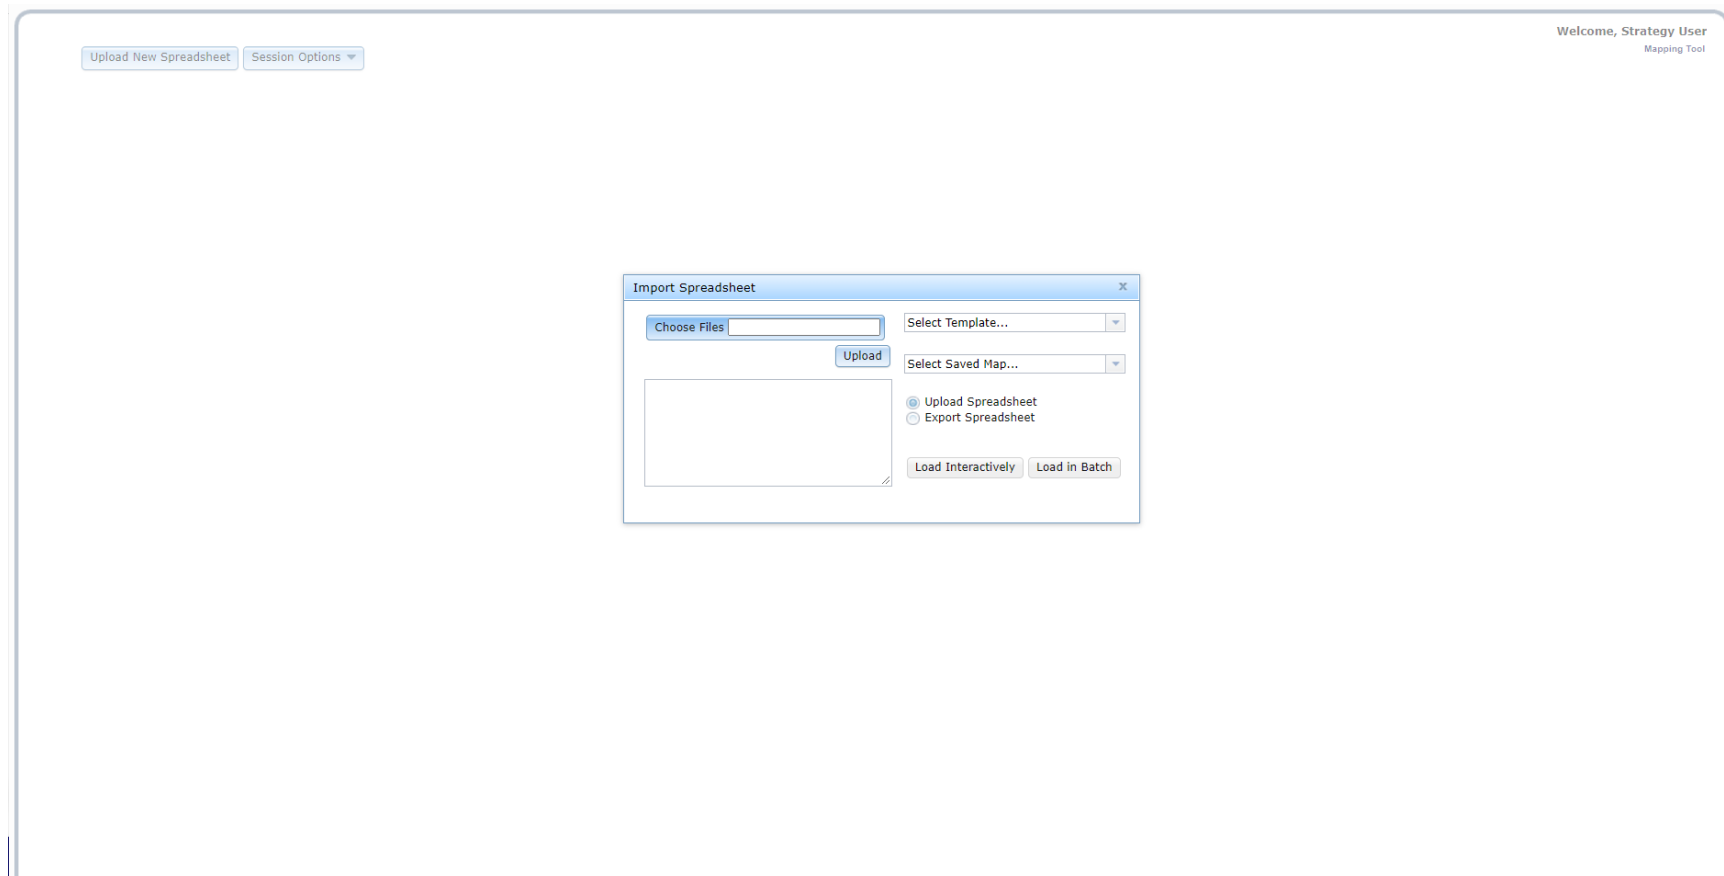 Welcome, Strategy User
Mapping Tool
Upload New Spreadsheet
Session Options
Import Spreadsheet
x
Choose Files
Upload
Select Template...
Select Saved Map...
Upload Spreadsheet
Export Spreadsheet
Load Interactively
Load in Batch